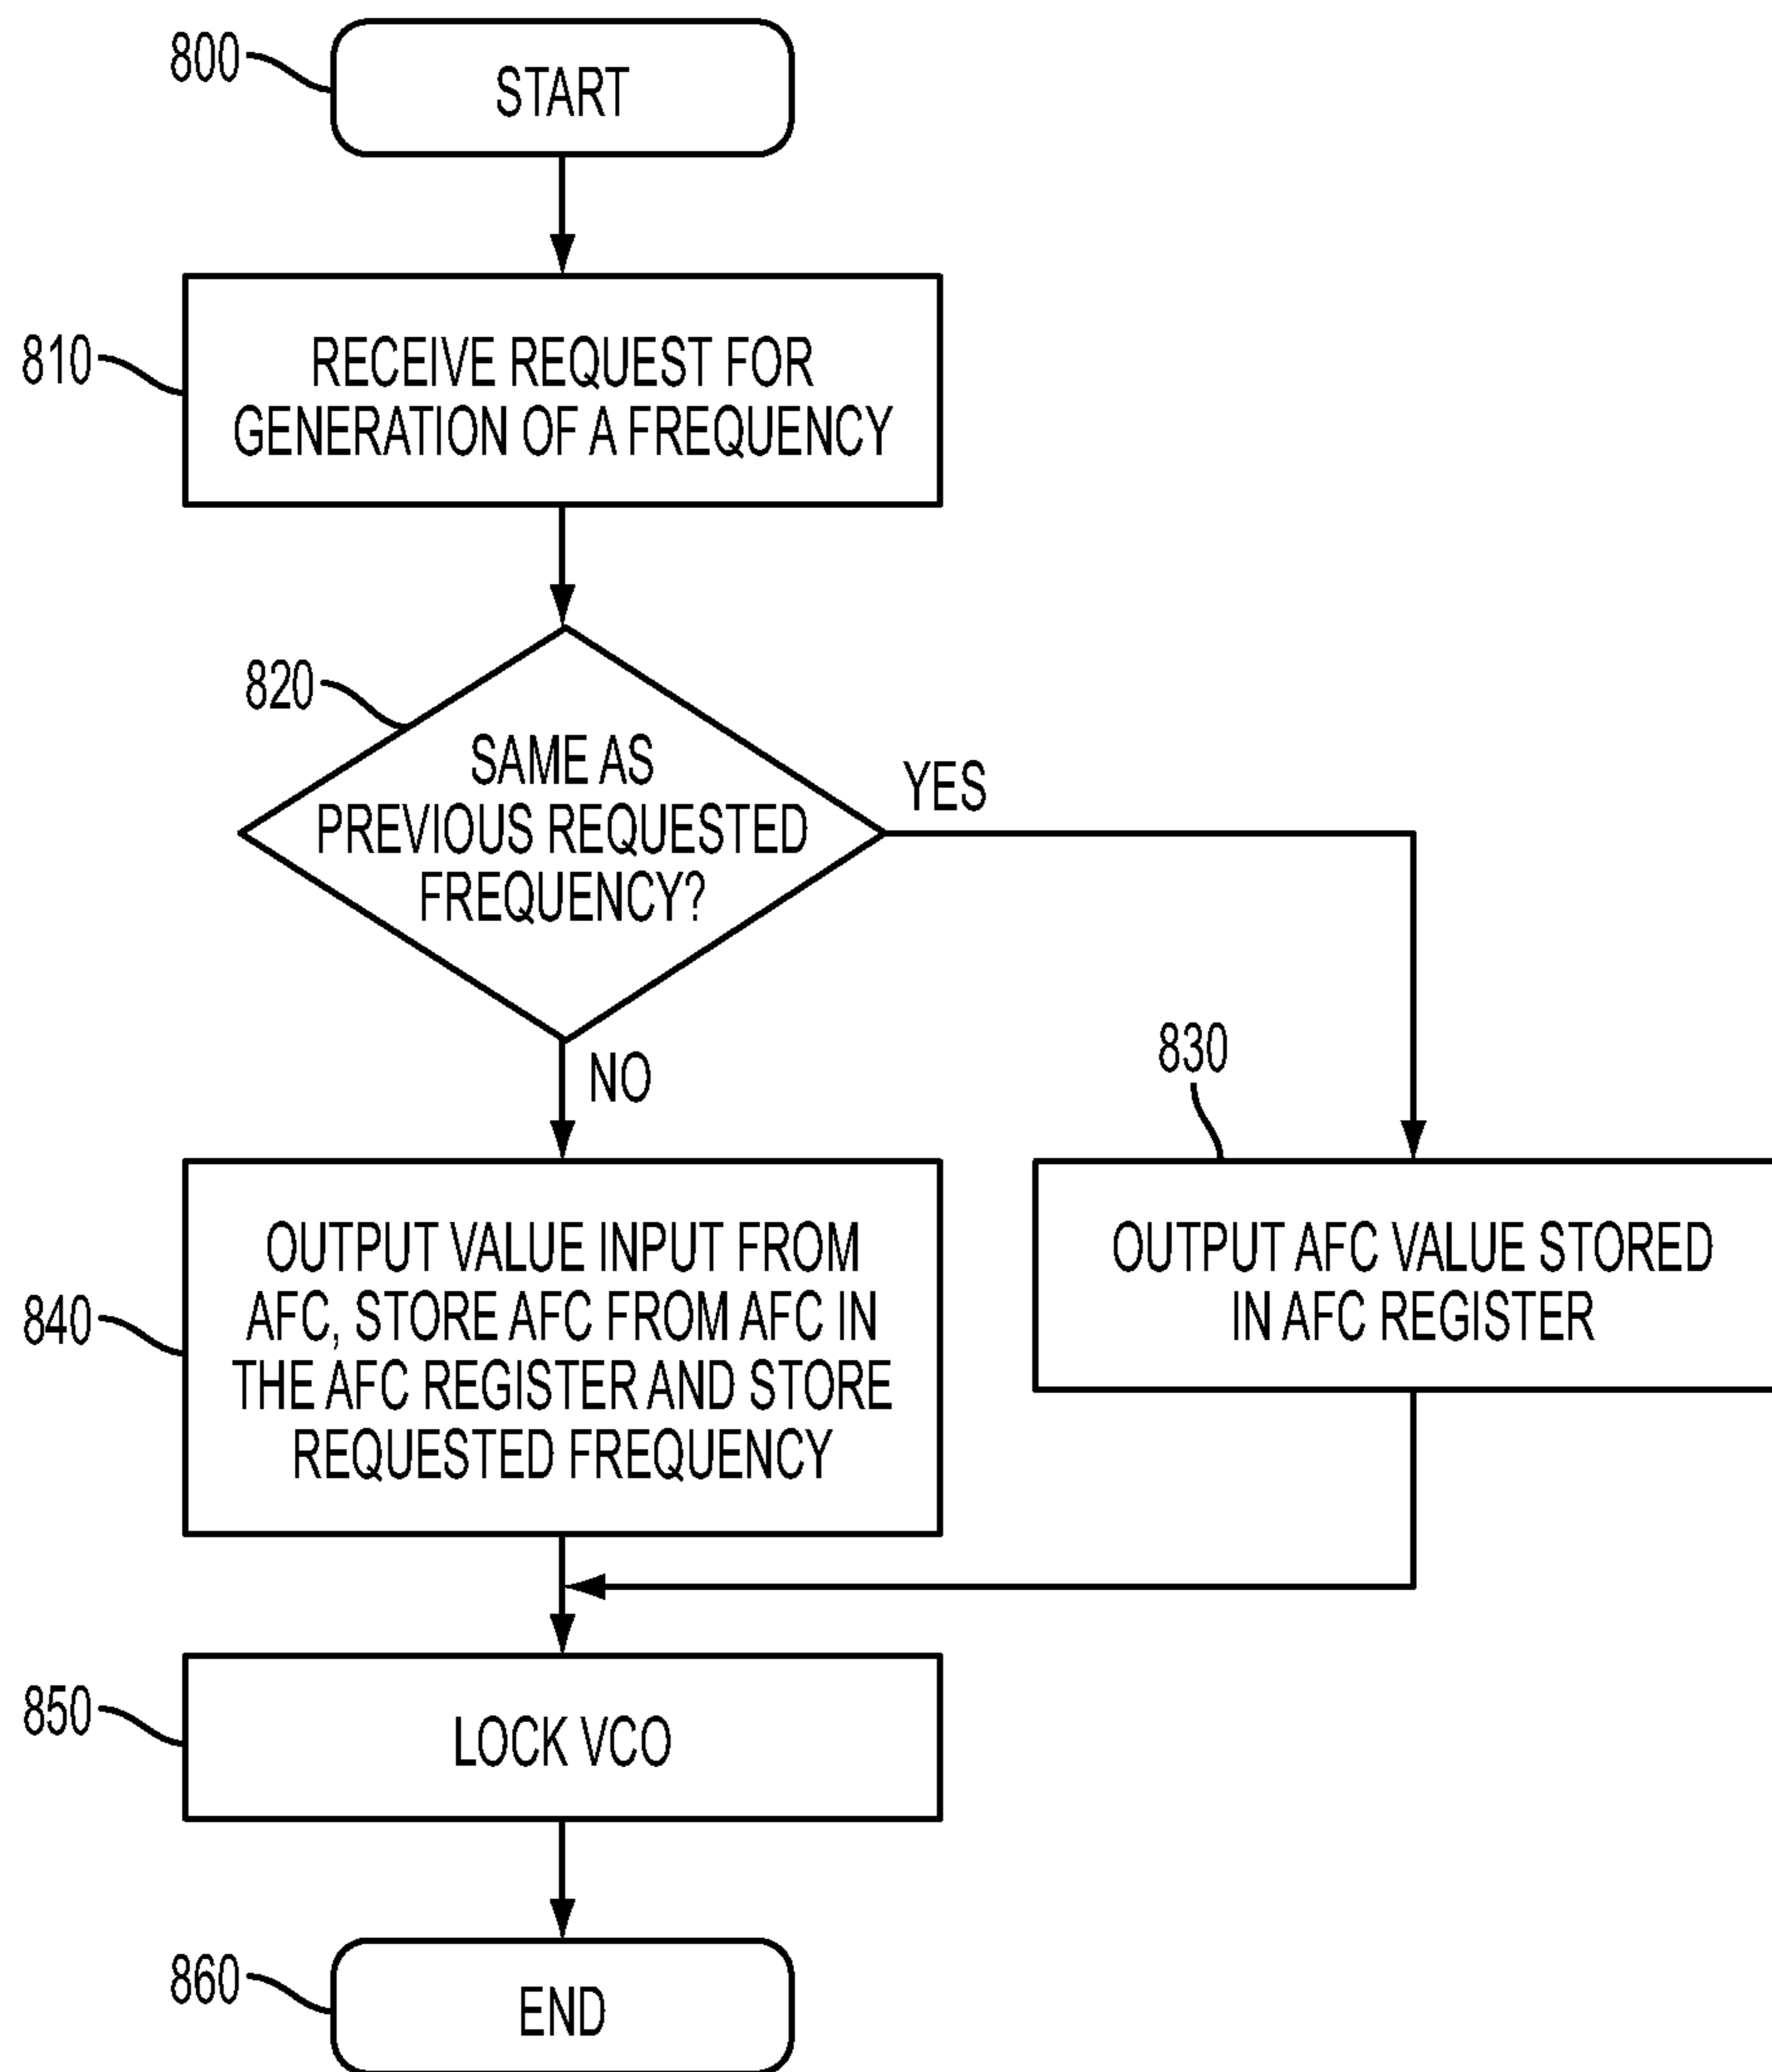 800
START
810
RECEIVE REQUEST FOR
GENERATION OF A FREQUENCY
820
SAME AS
PREVIOUS REQUESTED
FREQUENCY?
YES
NO
830
OUTPUT AFC VALUE STORED
IN AFC REGISTER
840
OUTPUT VALUE INPUT FROM
AFC, STORE AFC FROM AFC IN
THE AFC REGISTER AND STORE
REQUESTED FREQUENCY
850
LOCK VCO
860
END